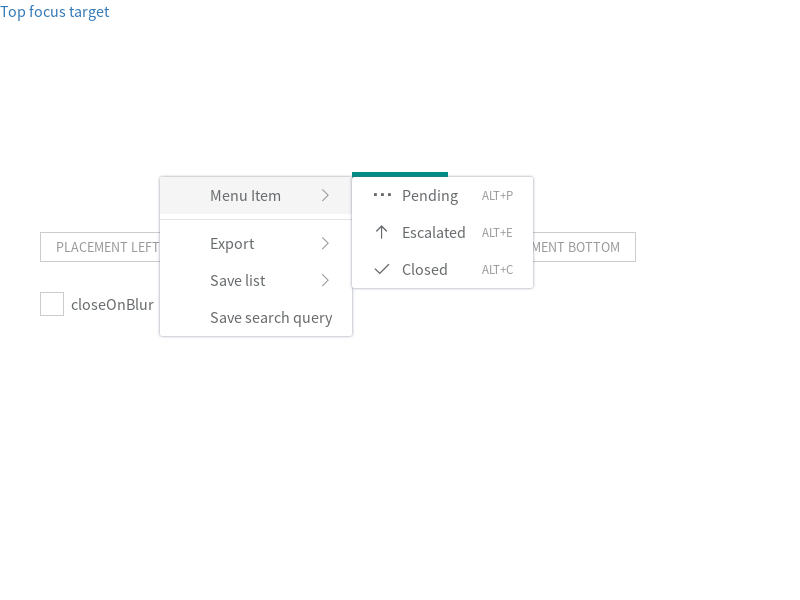 Top focus target
Menu Item
Pending ALT+P
Escalated ALT+E
Closed ALT+C
Export
Save list
Save search query
PLACEMENT LEFT
BOTTOM
closeOnBlur